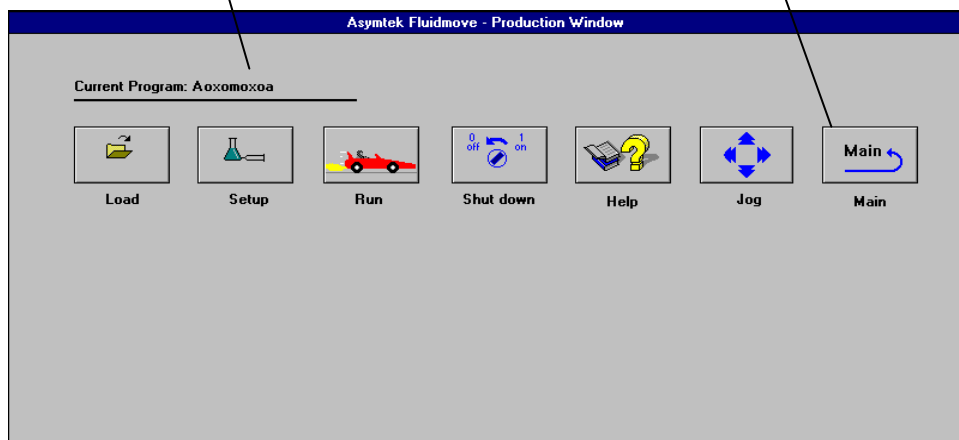 Asymtek Fluidmove - Production Window
Current Program: Aoxomoxoa
0 off 1 on
Main
Load Setup Run Shut down Help Jog Main